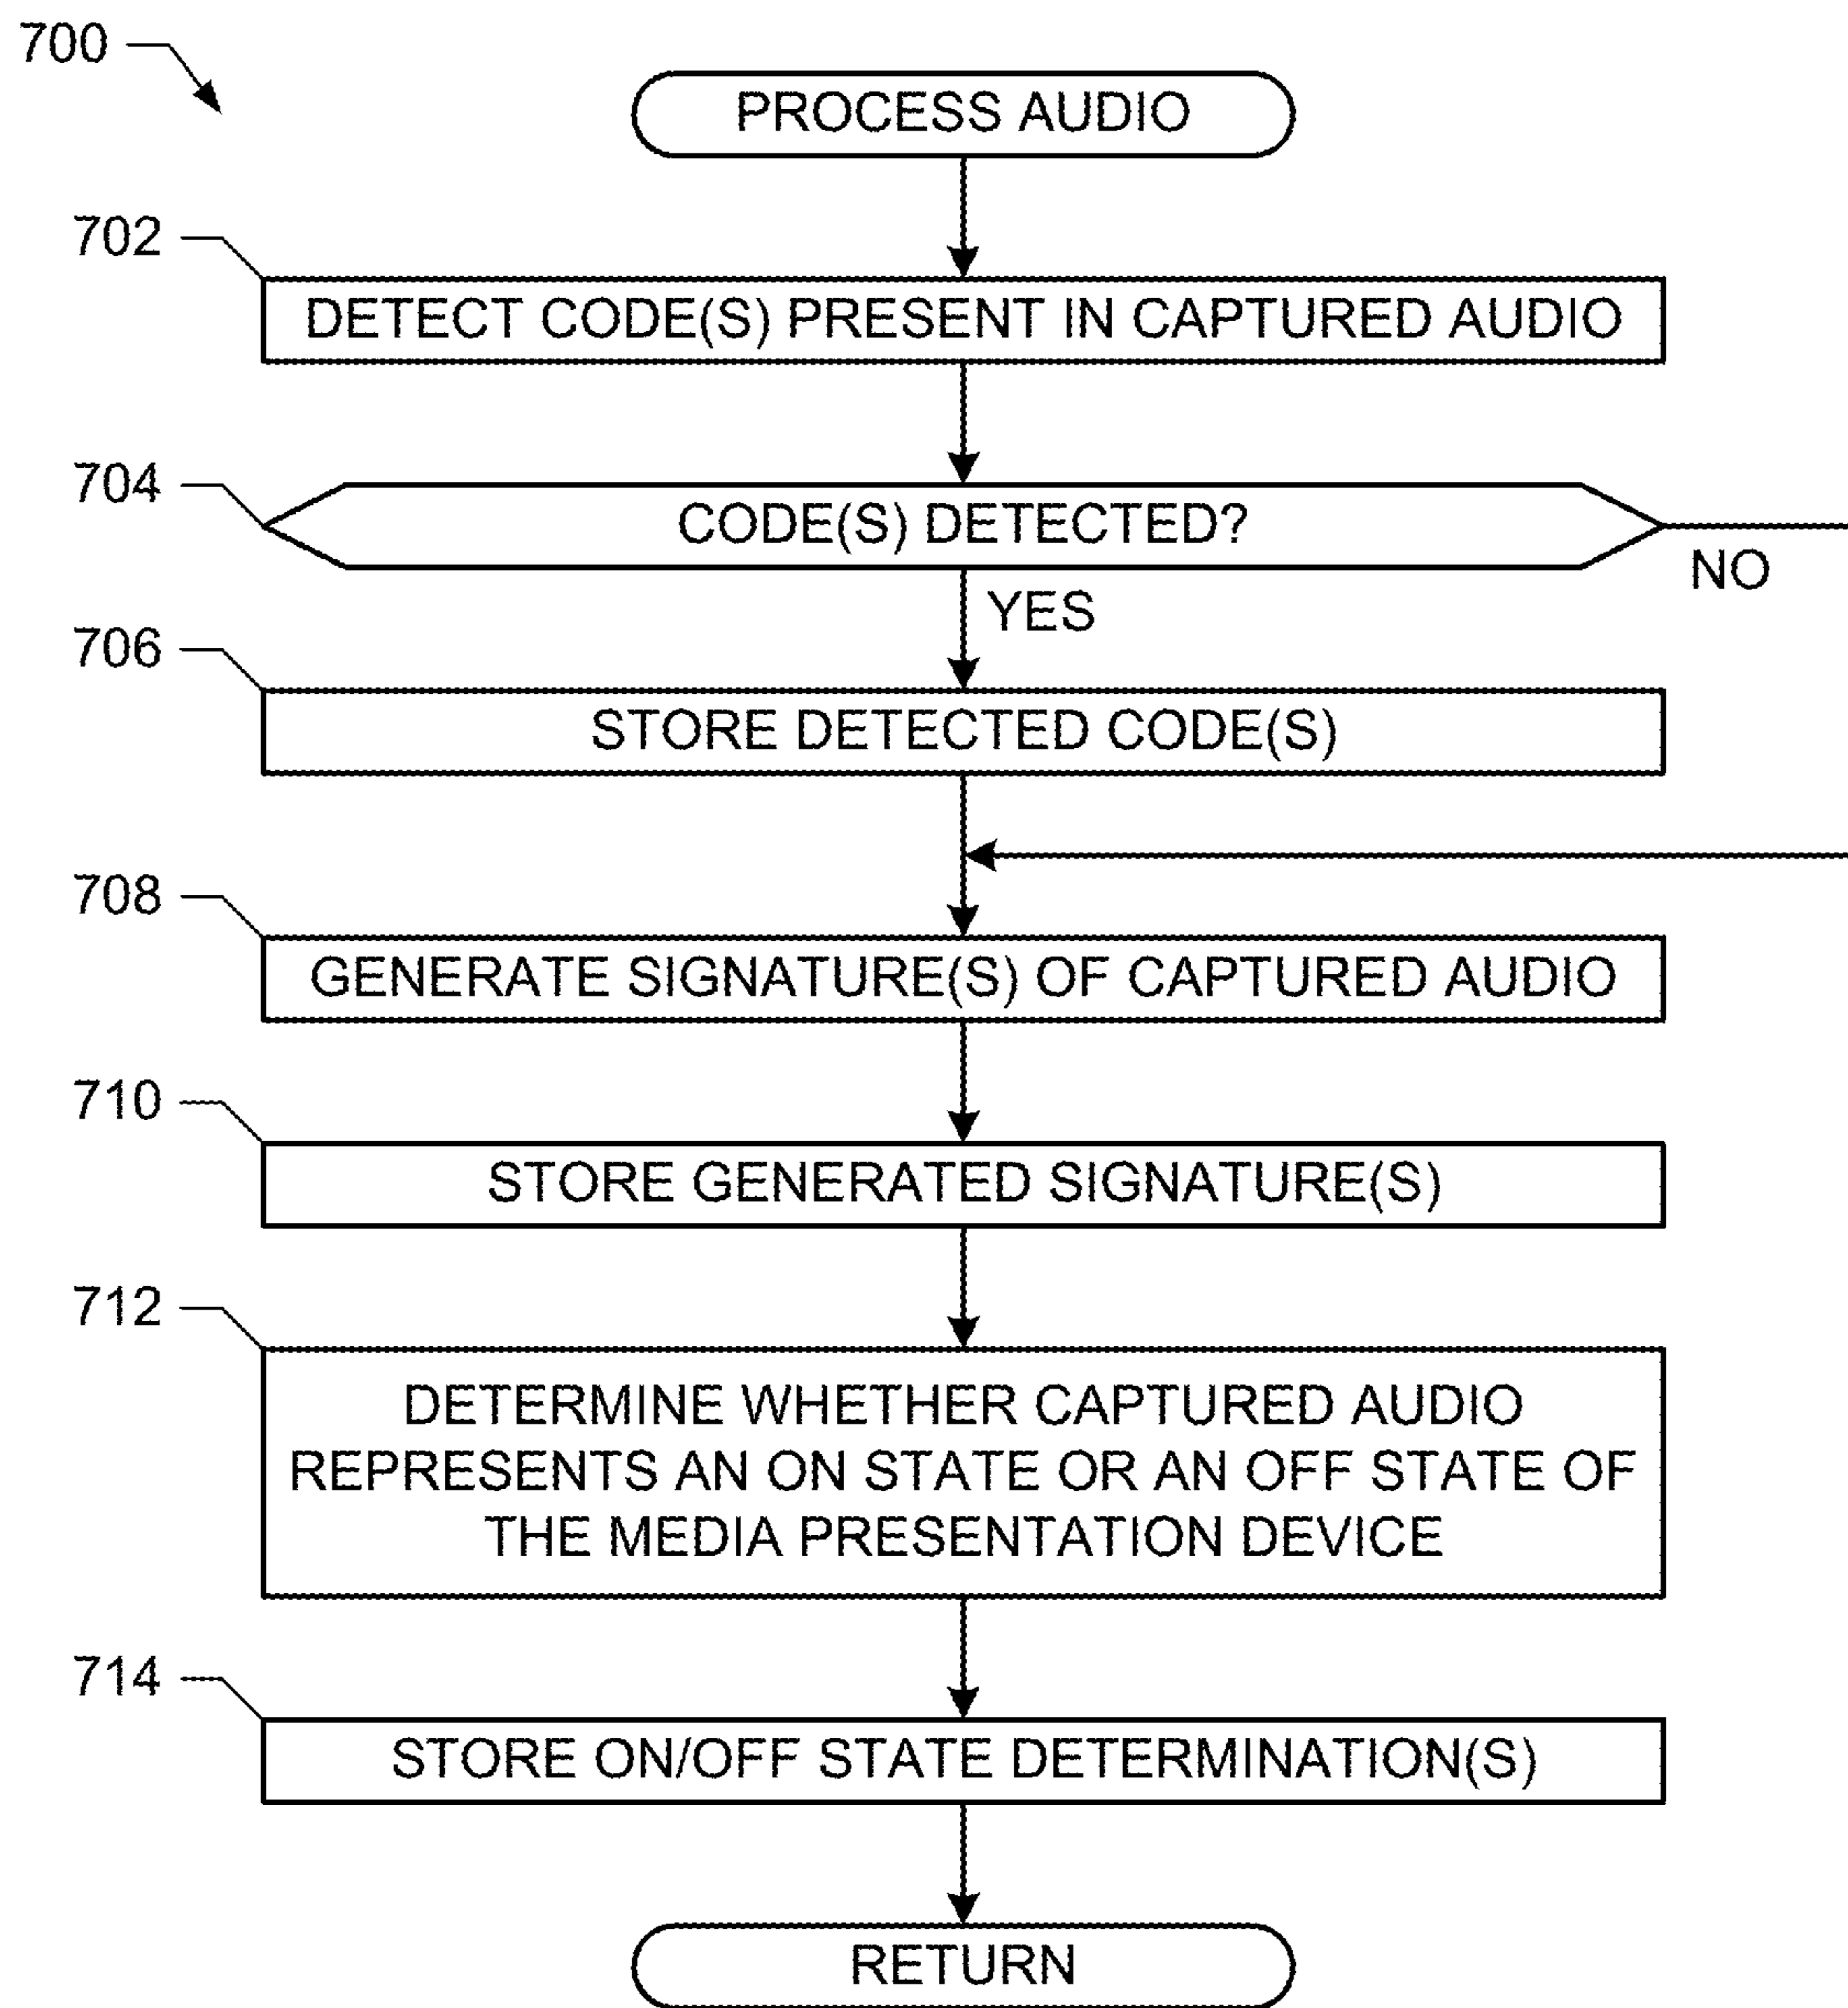 700
PROCESS AUDIO
702
DETECT CODE(S) PRESENT IN CAPTURED AUDIO
704
CODE(S) DETECTED?
NO
YES
706
STORE DETECTED CODE(S)
708
GENERATE SIGNATURE(S) OF CAPTURED AUDIO
710
STORE GENERATED SIGNATURE(S)
712
DETERMINE WHETHER CAPTURED AUDIO
REPRESENTS AN ON STATE OR AN OFF STATE OF
THE MEDIA PRESENTATION DEVICE
714
STORE ON/OFF STATE DETERMINATION(S)
RETURN